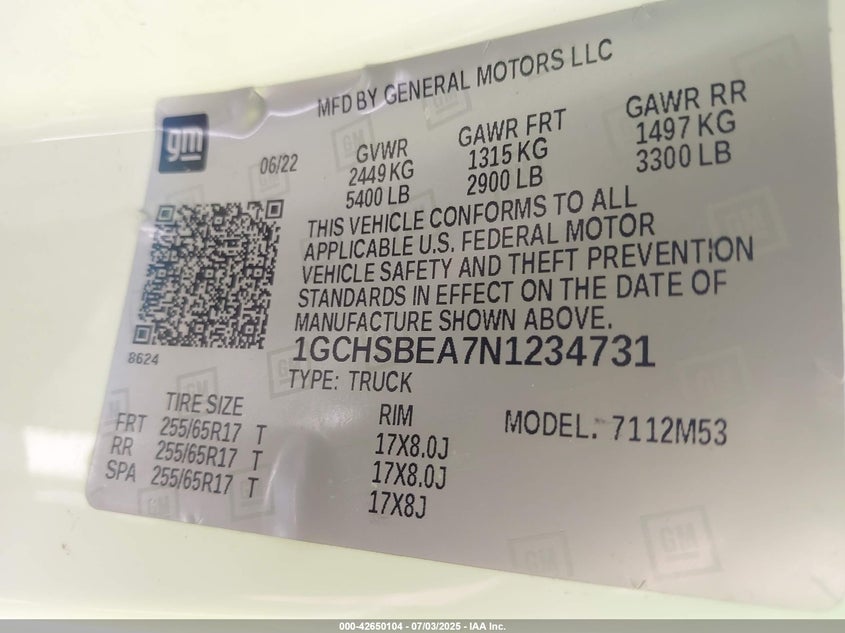 MFD BY GENERAL MOTORS LLC
gm
06/22
GVWR
2449 KG
5400 LB
GAWR FRT
1315 KG
2900 LB
GAWR RR
1497 KG
3300 LB
THIS VEHICLE CONFORMS TO ALL
APPLICABLE U.S. FEDERAL MOTOR
VEHICLE SAFETY AND THEFT PREVENTION
STANDARDS IN EFFECT ON THE DATE OF
MANUFACTURE SHOWN ABOVE.
8624
1GCHSBEA7N1234731
TYPE: TRUCK
TIRE SIZE
RIM
MODEL: 7112M53
FRT 255/65R17 T 17X8.0J
RR 255/65R17 T 17X8.0J
SPA 255/65R17 T 17X8J
000-42650104 - 07/03/2025 - IAA Inc.